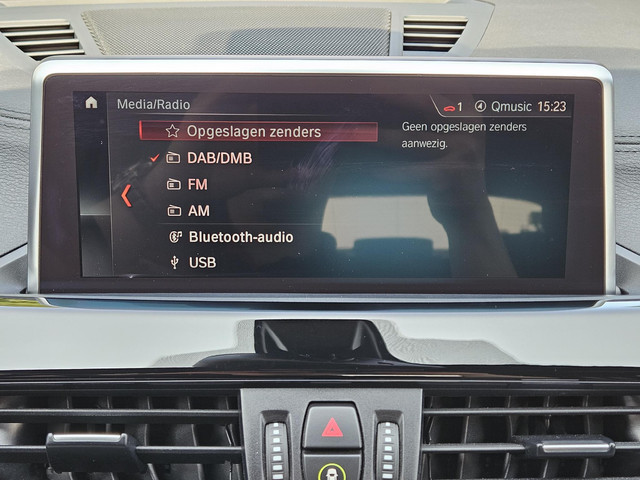 Media/Radio
1 Qmusic 15:23
Opgeslagen zenders
DAB/DMB
FM
AM
Bluetooth-audio
USB
Geen opgeslagen zenders
aanwezig.